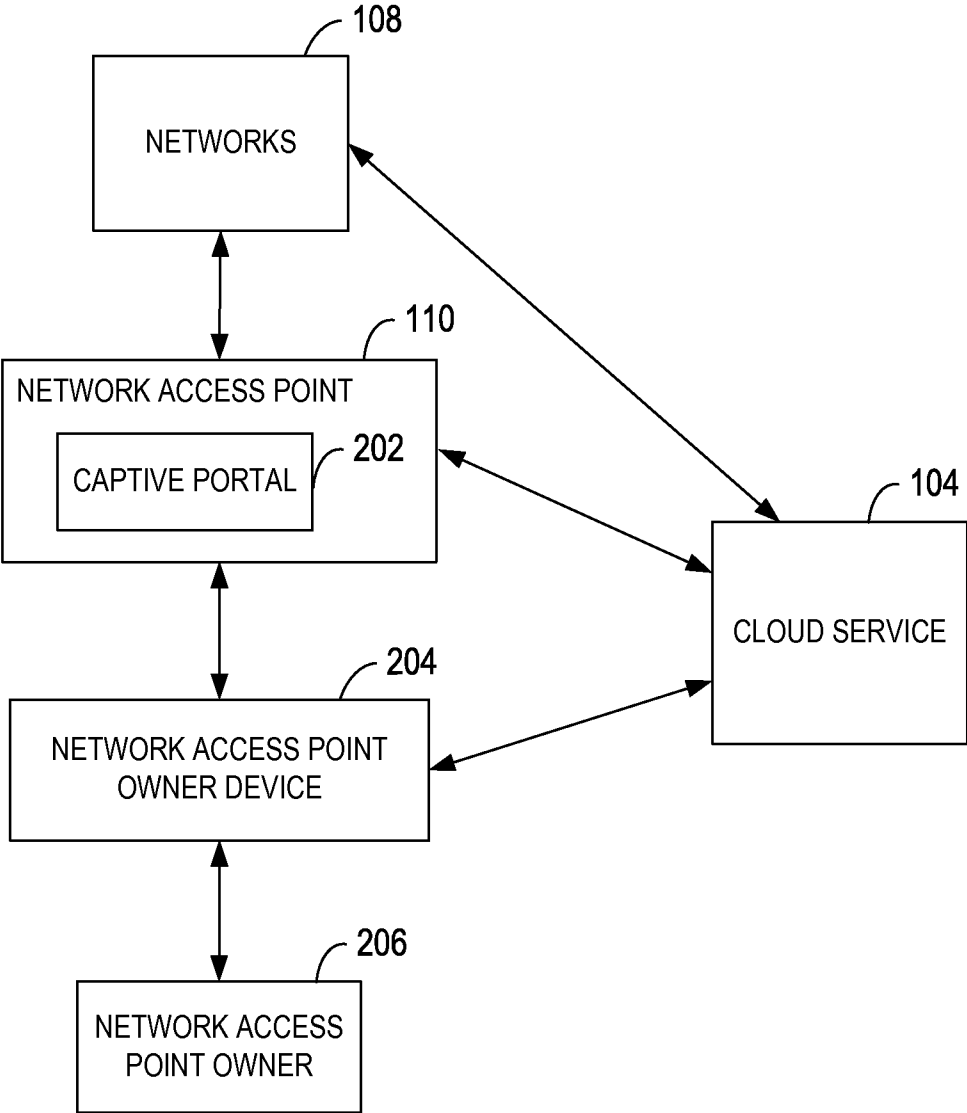 108
NETWORKS
110
NETWORK ACCESS POINT
202
CAPTIVE PORTAL
104
CLOUD SERVICE
204
NETWORK ACCESS POINT
OWNER DEVICE
206
NETWORK ACCESS
POINT OWNER